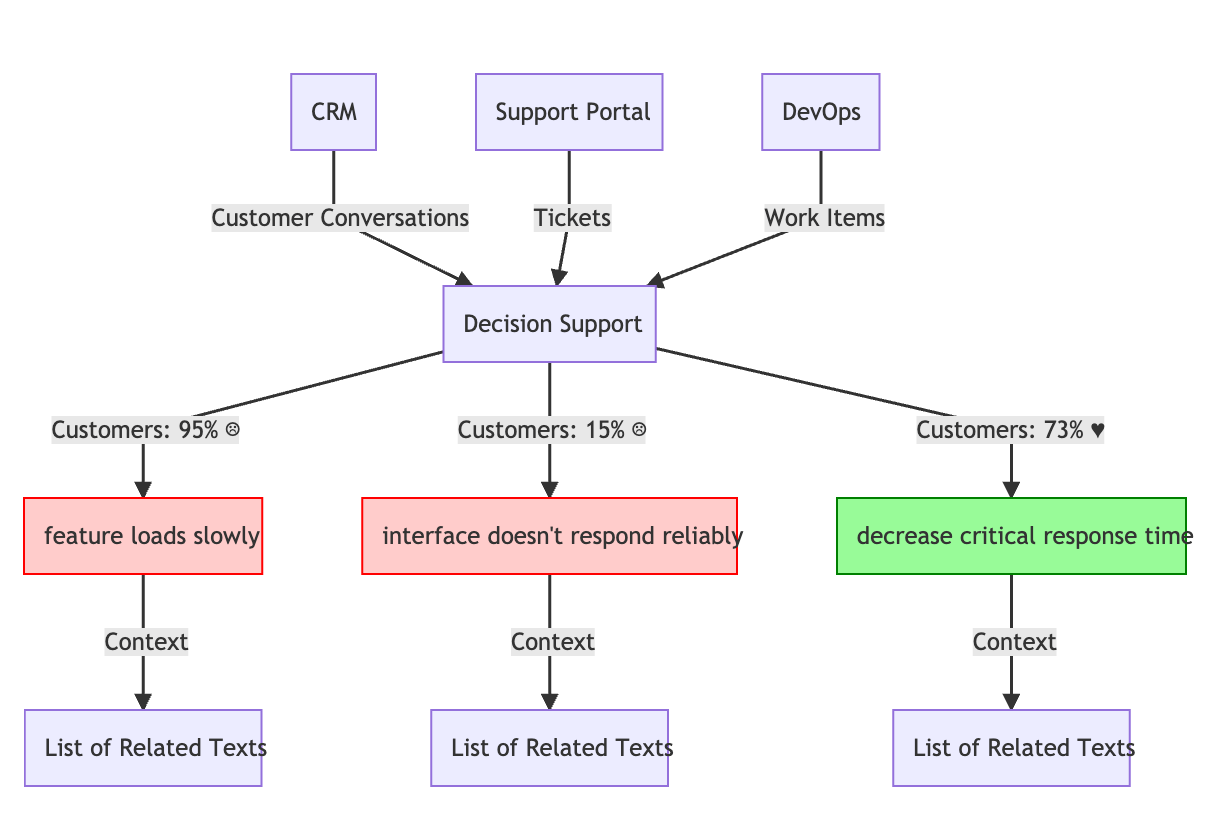 CRM
Support Portal
DevOps
Customer Conversations
Tickets
Work Items
Decision Support
Customers: 95% ☹
Customers: 15% ☹
Customers: 73% ♥
feature loads slowly
interface doesn't respond reliably
decrease critical response time
Context
Context
Context
List of Related Texts
List of Related Texts
List of Related Texts